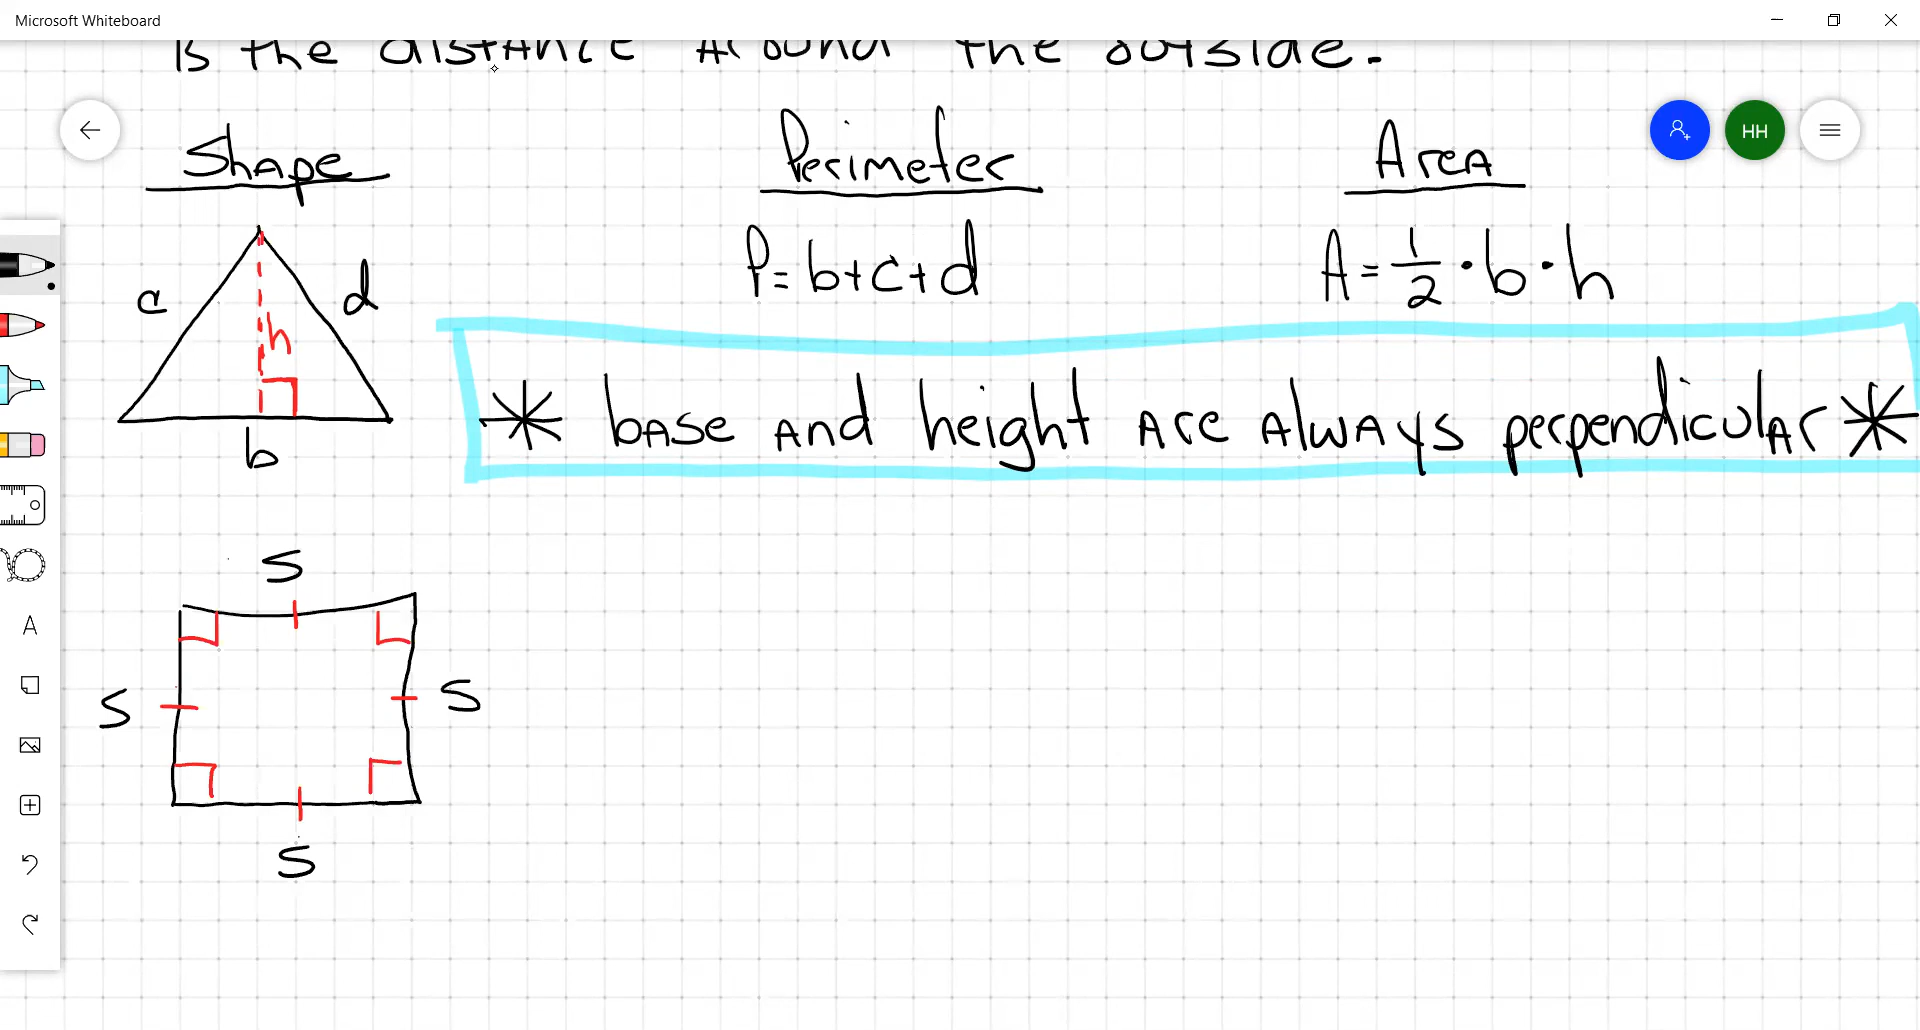 Microsoft Whiteboard
is the distance around the outside.
HH
Shape Perimeter Area
c d h b
P = b + c + d
A = 1/2 · b · h
* base and height are always perpendicular *
s
s s
s
A